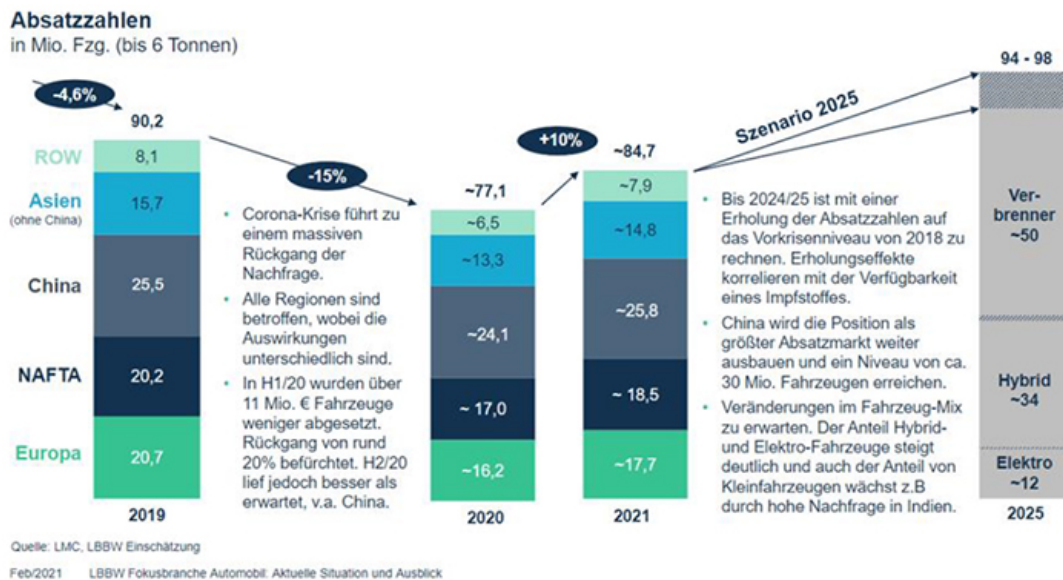 Absatzzahlen
in Mio. Fzg. (bis 6 Tonnen)
-4,6%
90,2
ROW
8,1
Asien
(ohne China)
15,7
China
25,5
NAFTA
20,2
Europa
20,7
2019
-15%
• Corona-Krise führt zu
einem massiven
Rückgang der
Nachfrage.
• Alle Regionen sind
betroffen, wobei die
Auswirkungen
unterschiedlich sind.
• In H1/20 wurden über
11 Mio. € Fahrzeuge
weniger abgesetzt.
Rückgang von rund
20% befürchtet. H2/20
lief jedoch besser als
erwartet, v.a. China.
~77,1
~6,5
~13,3
~24,1
~ 17,0
~16,2
2020
+10%
~84,7
~7,9
~14,8
~25,8
~ 18,5
~17,7
2021
Szenario 2025
• Bis 2024/25 ist mit einer
Erholung der Absatzzahlen auf
das Vorkrisenniveau von 2018 zu
rechnen. Erholungseffekte
korrelieren mit der Verfügbarkeit
eines Impfstoffes.
• China wird die Position als
größter Absatzmarkt weiter
ausbauen und ein Niveau von ca.
30 Mio. Fahrzeugen erreichen.
• Veränderungen im Fahrzeug-Mix
zu erwarten. Der Anteil Hybrid-
und Elektro-Fahrzeuge steigt
deutlich und auch der Anteil von
Kleinfahrzeugen wächst z.B
durch hohe Nachfrage in Indien.
94 - 98
Ver-
brenner
~50
Hybrid
~34
Elektro
~12
2025
Quelle: LMC, LBBW Einschätzung
Feb/2021 LBBW Fokusbranche Automobil: Aktuelle Situation und Ausblick